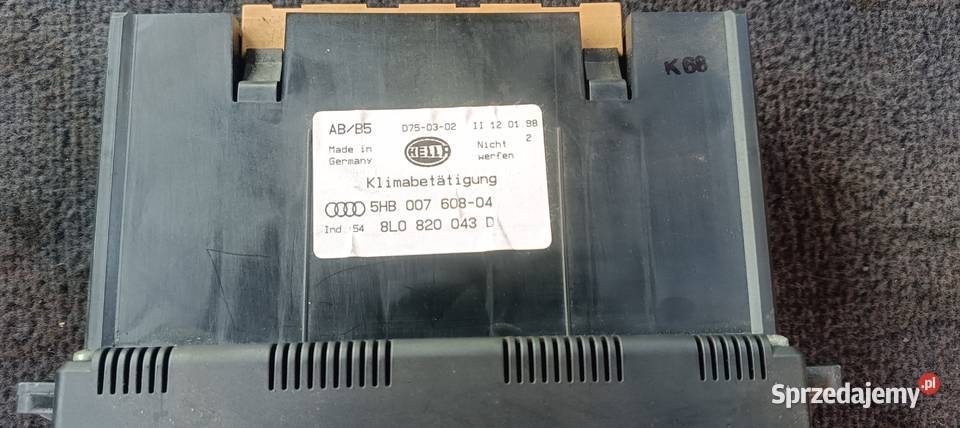 K68
AB/B5 D75-03-02 II 12 01 98
Made in Germany HELLA Nicht werfen 2
Klimabetätigung
5HB 007 608-04
Ind. 54 8L0 820 043 D
Sprzedajemy.pl